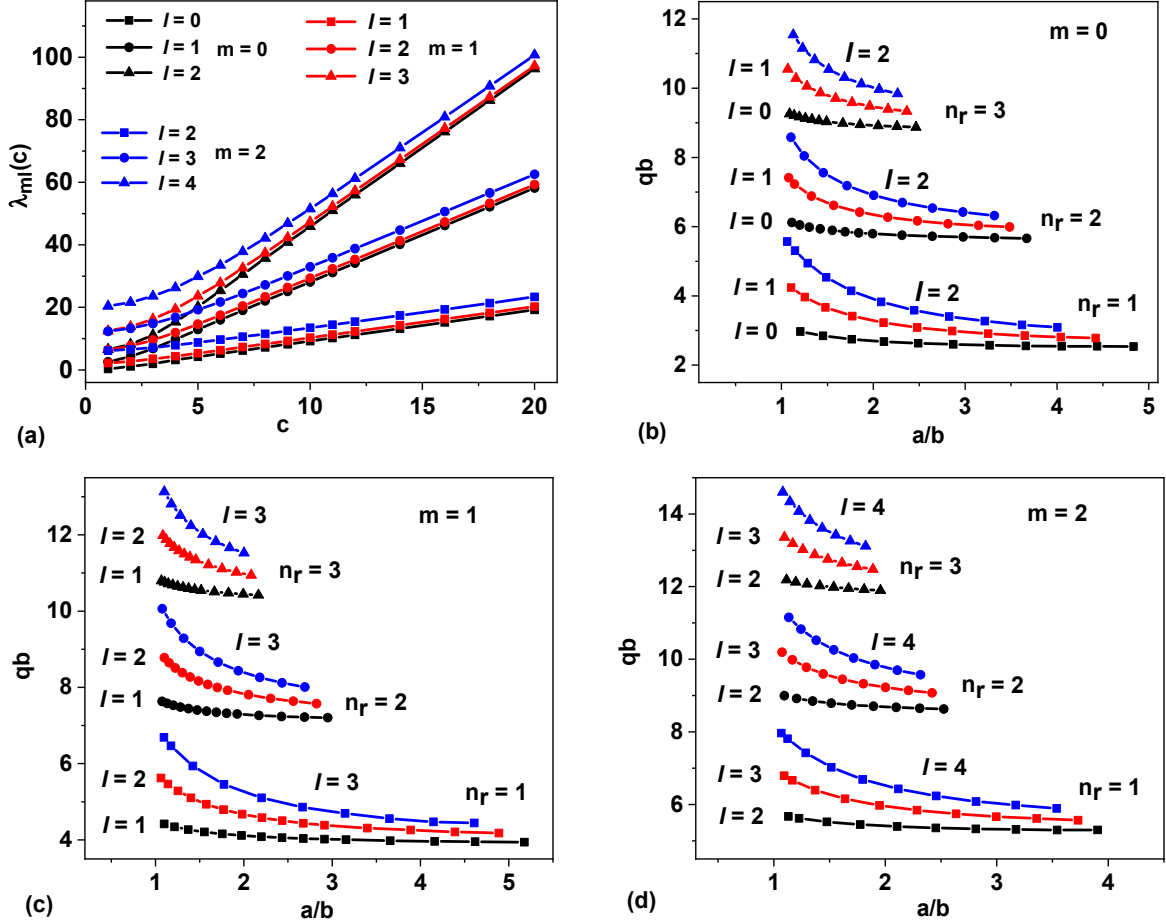 l = 0
l = 1
m = 0
l = 2
l = 1
l = 2
m = 1
l = 3
l = 2
l = 3
m = 2
l = 4
100
80
60
40
20
0
λml(c)
0
5
10
15
20
c
(a)
12
10
8
6
4
2
qb
m = 0
l = 2
l = 1
l = 0
nr = 3
l = 1
l = 2
l = 0
nr = 2
l = 1
l = 2
l = 0
nr = 1
1
2
3
4
5
a/b
(b)
12
10
8
6
4
qb
m = 1
l = 3
l = 2
l = 1
nr = 3
l = 3
l = 2
l = 1
nr = 2
l = 2
l = 3
l = 1
nr = 1
1
2
3
4
5
a/b
(c)
14
12
10
8
6
4
qb
m = 2
l = 4
l = 3
l = 2
nr = 3
l = 4
l = 3
l = 2
nr = 2
l = 4
l = 3
l = 2
nr = 1
1
2
3
4
a/b
(d)